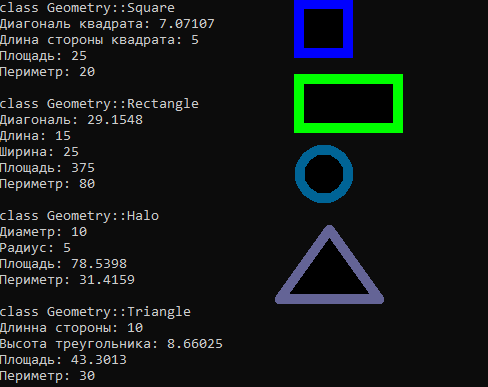 class Geometry::Square
Диагональ квадрата: 7.07107
Длина стороны квадрата: 5
Площадь: 25
Периметр: 20
class Geometry::Rectangle
Диагональ: 29.1548
Длина: 15
Ширина: 25
Площадь: 375
Периметр: 80
class Geometry::Halo
Диаметр: 10
Радиус: 5
Площадь: 78.5398
Периметр: 31.4159
class Geometry::Triangle
Длинна стороны: 10
Высота треугольника: 8.66025
Площадь: 43.3013
Периметр: 30